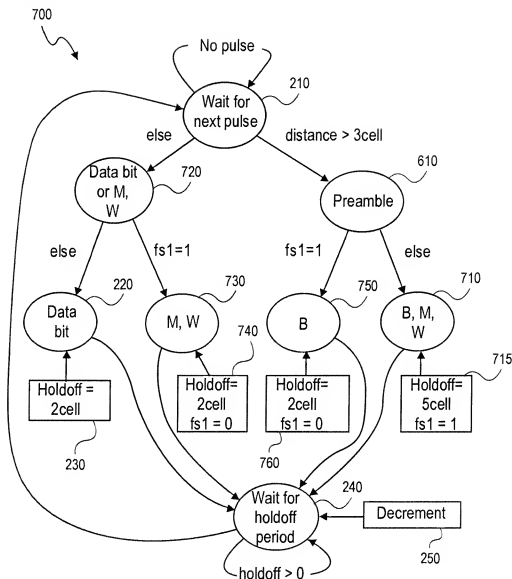 700
No pulse
210
Wait for
next pulse
else
distance > 3cell
720
610
Data bit
or M,
W
Preamble
else
fs1=1
fs1=1
else
220
730
750
710
Data
bit
M, W
B
B, M,
W
740
715
Holdoff =
2cell
Holdoff=
2cell
fs1 = 0
Holdoff=
2cell
fs1 = 0
Holdoff=
5cell
fs1 = 1
230
760
240
Wait for
holdoff
period
Decrement
250
holdoff > 0